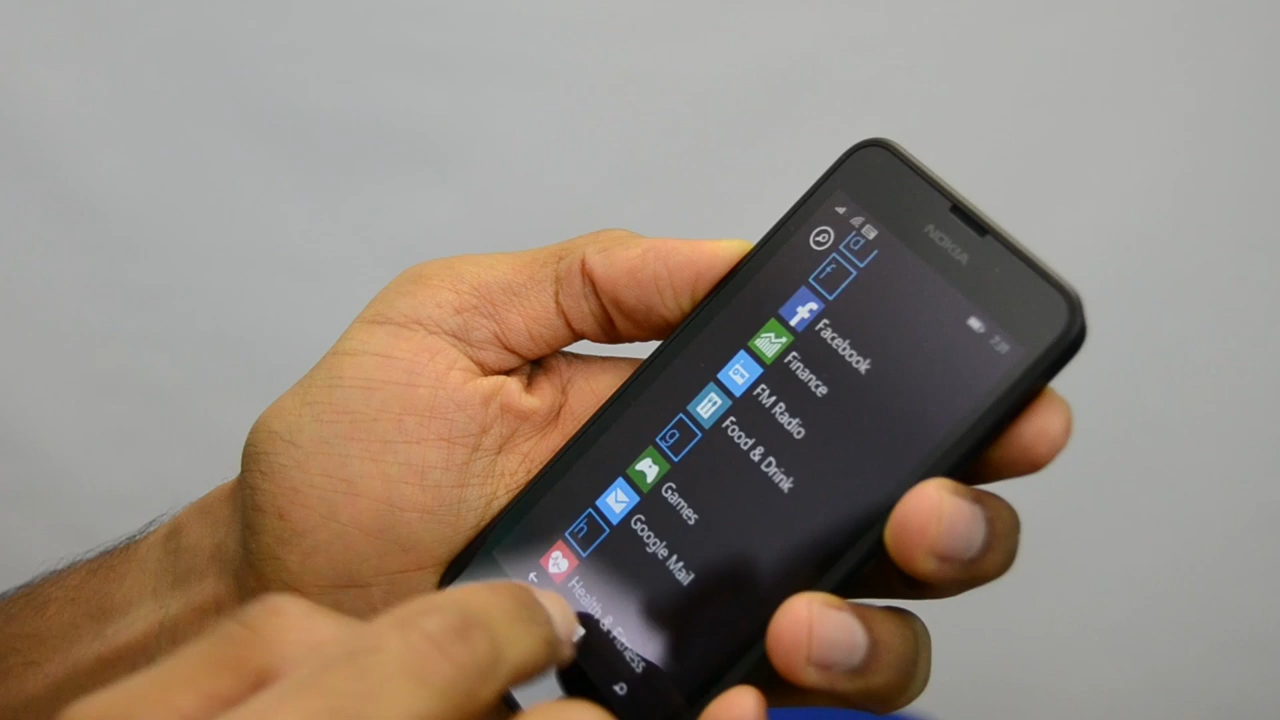 NOKIA
d
f
Facebook
Finance
FM Radio
Food & Drink
g
Games
Google Mail
h
Health & Fitness